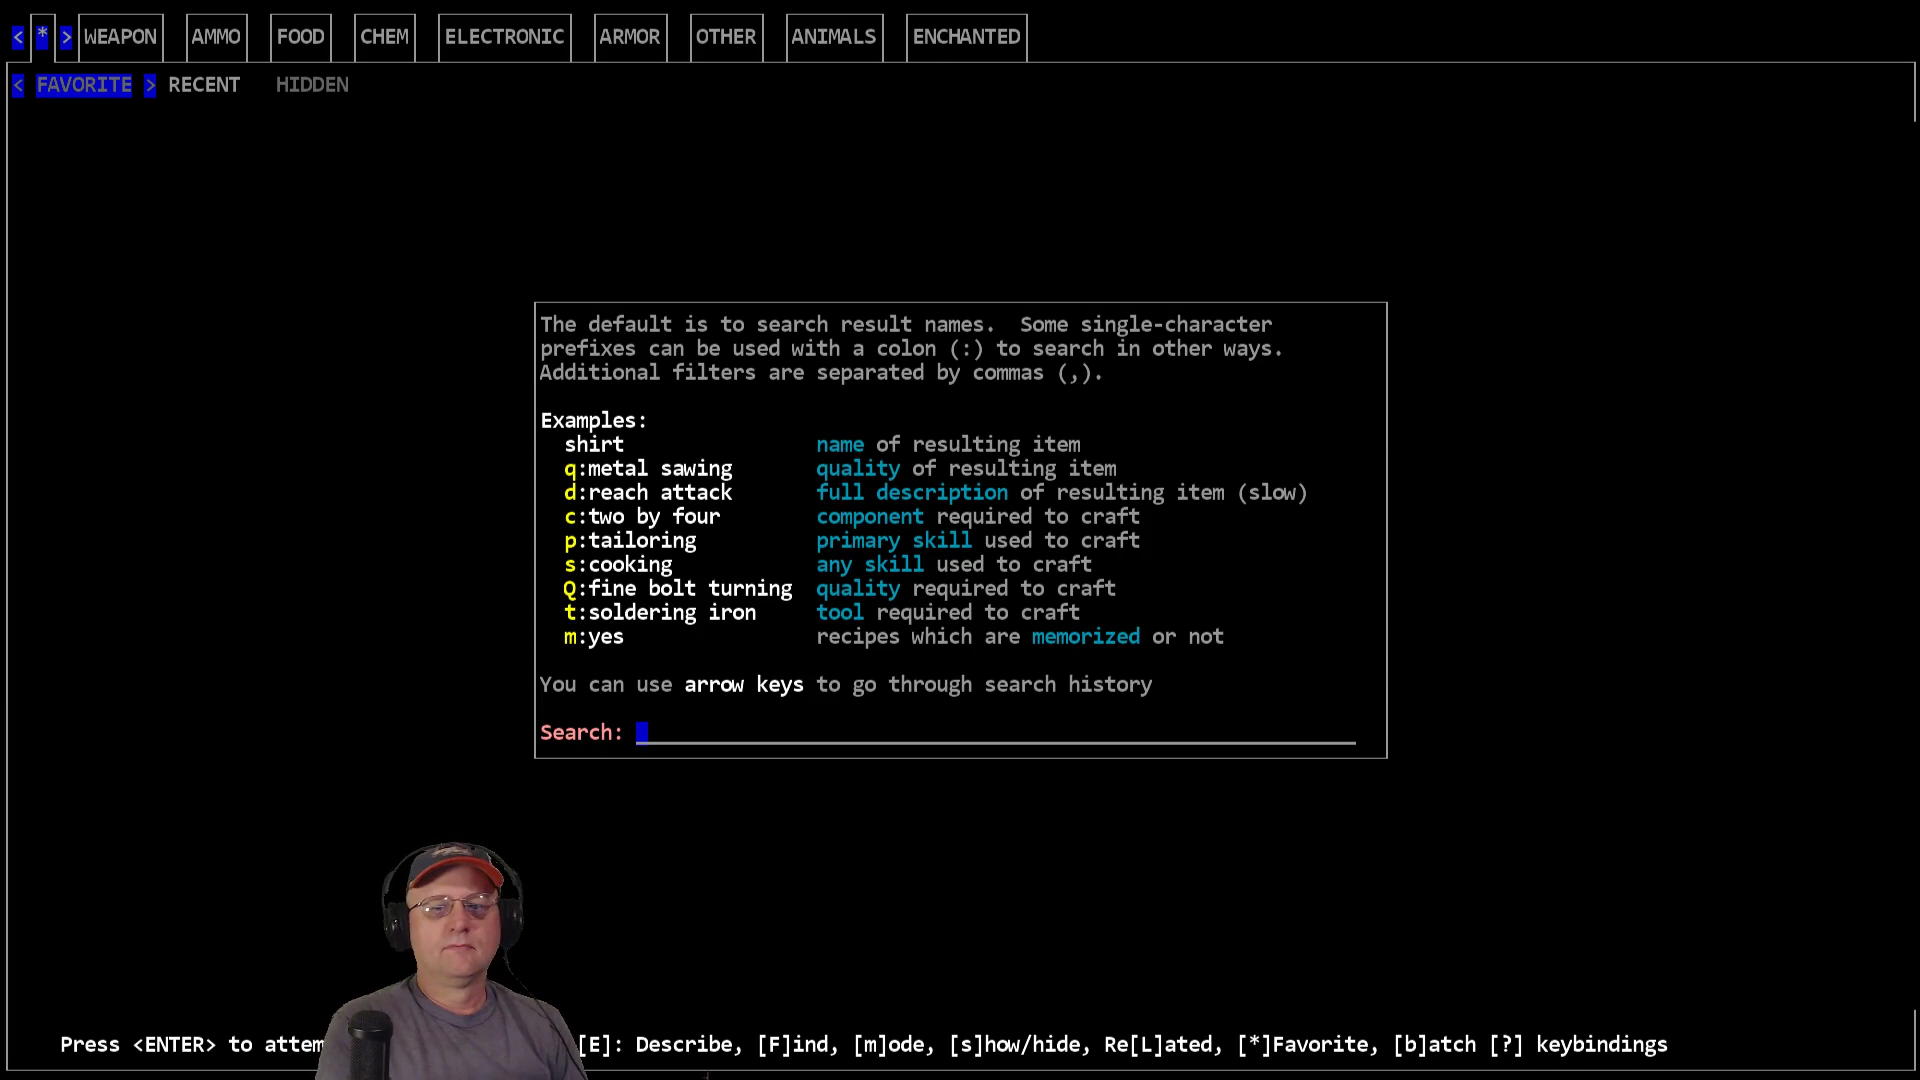 < * > WEAPON AMMO FOOD CHEM ELECTRONIC ARMOR OTHER ANIMALS ENCHANTED
< FAVORITE > RECENT HIDDEN
The default is to search result names.  Some single-character
prefixes can be used with a colon (:) to search in other ways.
Additional filters are separated by commas (,).
Examples:
shirt name of resulting item
q:metal sawing quality of resulting item
d:reach attack full description of resulting item (slow)
c:two by four component required to craft
p:tailoring primary skill used to craft
s:cooking any skill used to craft
Q:fine bolt turning quality required to craft
t:soldering iron tool required to craft
m:yes recipes which are memorized or not
You can use arrow keys to go through search history
Search:
Press <ENTER> to attem [E]: Describe, [F]ind, [m]ode, [s]how/hide, Re[L]ated, [*]Favorite, [b]atch [?] keybindings